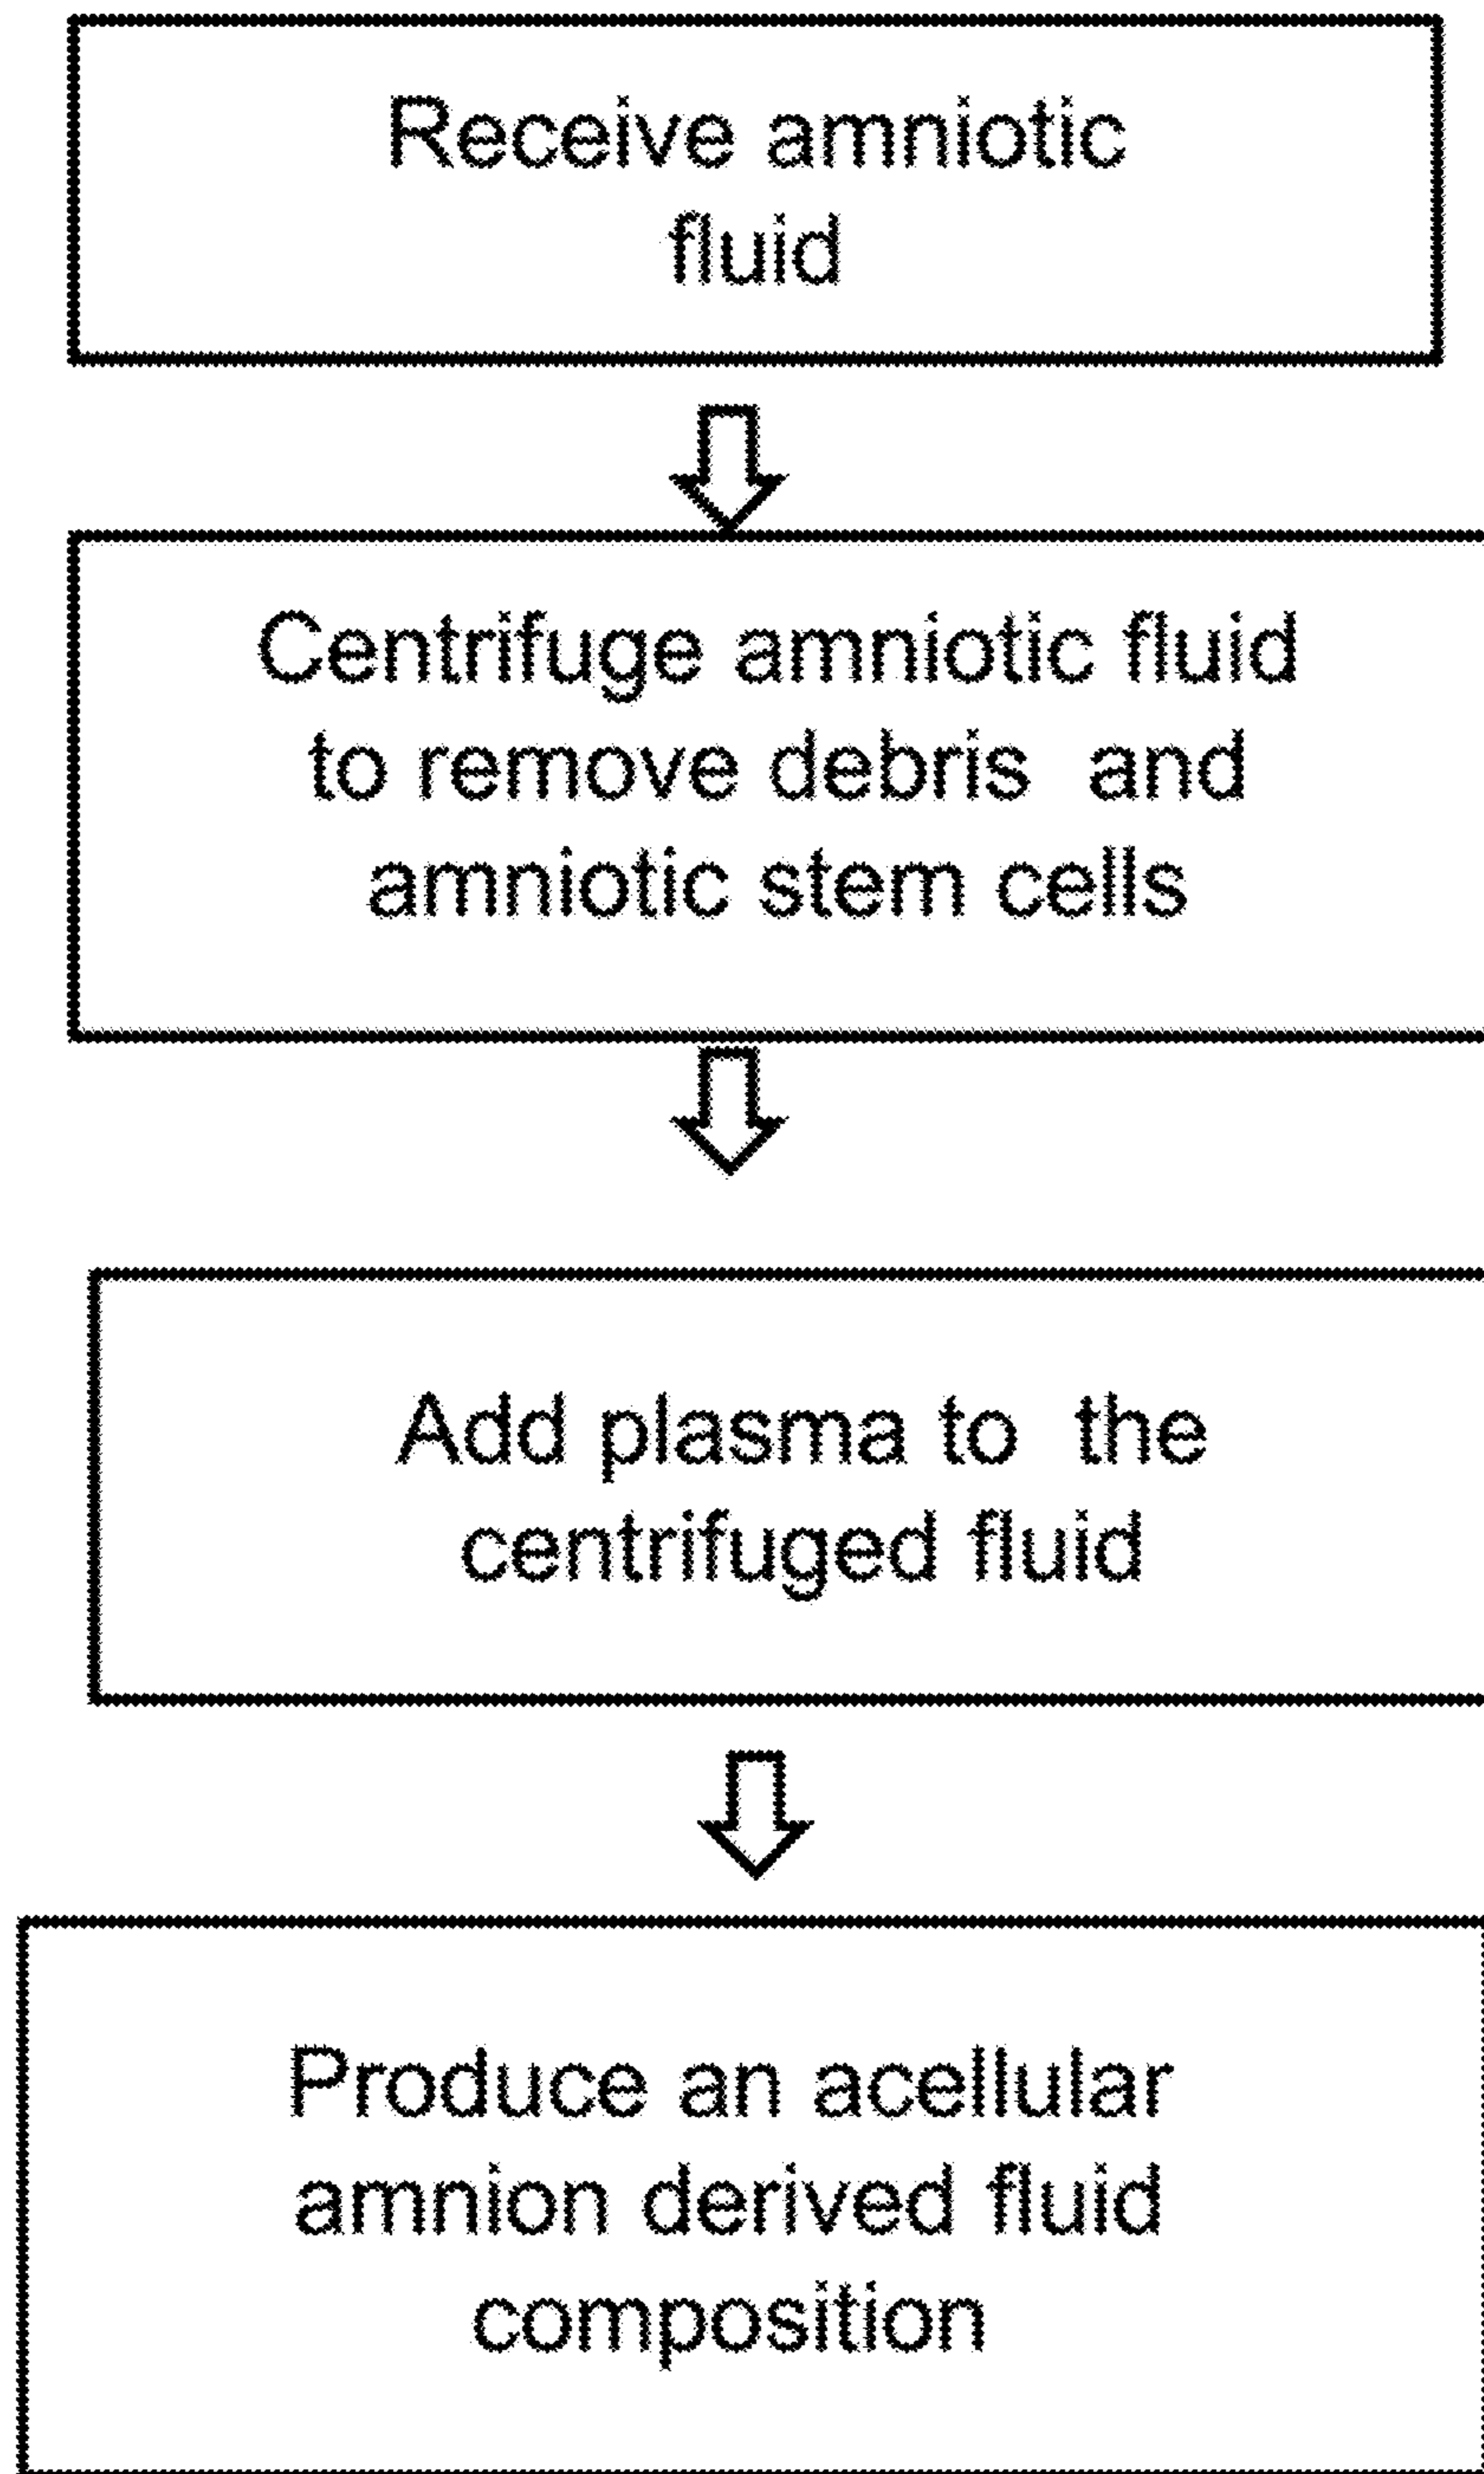 Receive amniotic
fluid
Centrifuge amniotic fluid
to remove debris  and
amniotic stem cells
Add plasma to  the
centrifuged fluid
Produce an acellular
amnion derived fluid
composition